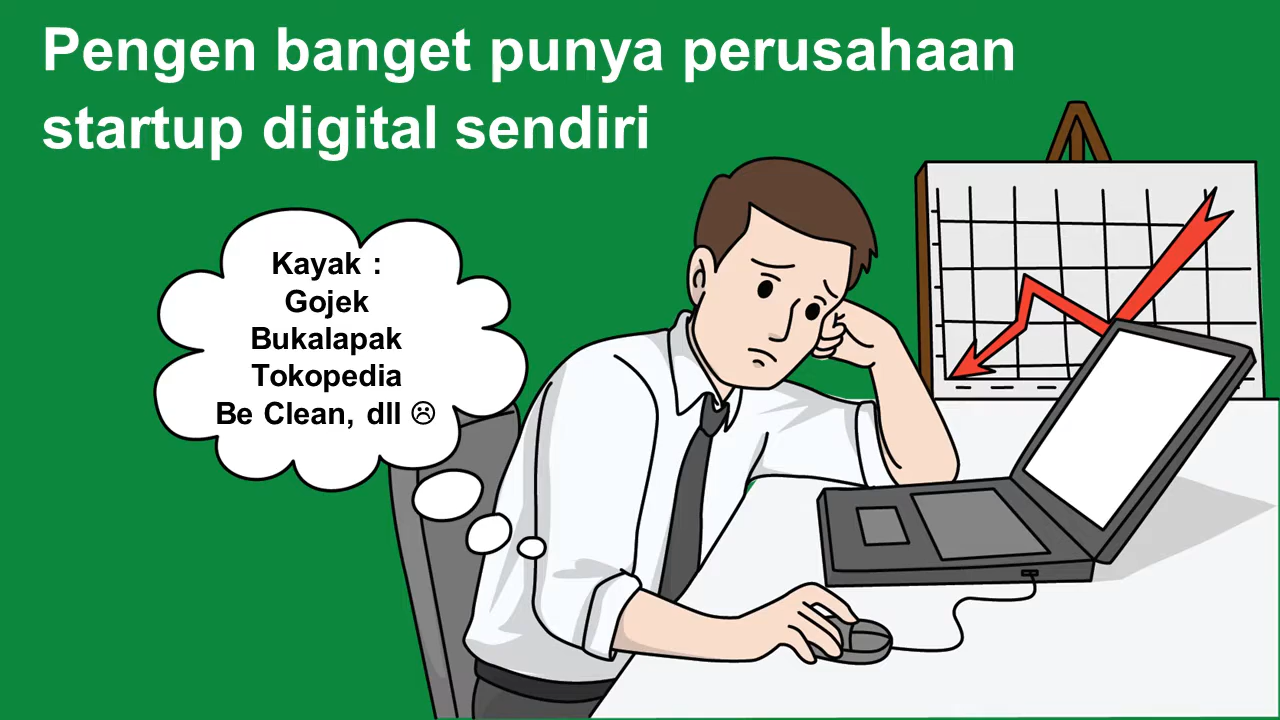 Pengen banget punya perusahaan
startup digital sendiri
Kayak :
Gojek
Bukalapak
Tokopedia
Be Clean, dll ☹